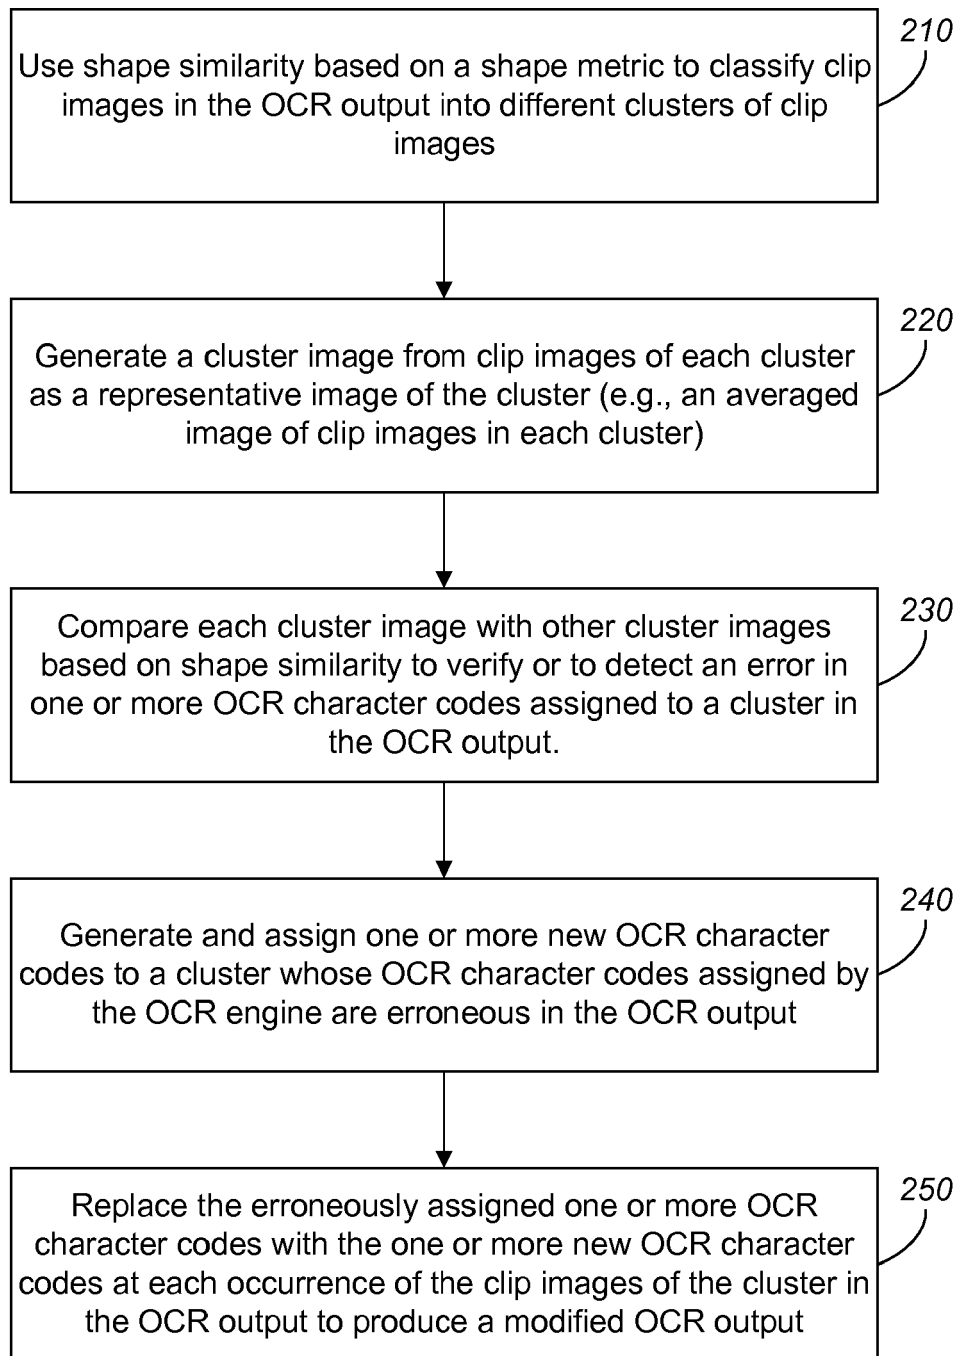 210
Use shape similarity based on a shape metric to classify clip
images in the OCR output into different clusters of clip
images
220
Generate a cluster image from clip images of each cluster
as a representative image of the cluster (e.g., an averaged
image of clip images in each cluster)
230
Compare each cluster image with other cluster images
based on shape similarity to verify or to detect an error in
one or more OCR character codes assigned to a cluster in
the OCR output.
240
Generate and assign one or more new OCR character
codes to a cluster whose OCR character codes assigned by
the OCR engine are erroneous in the OCR output
250
Replace the erroneously assigned one or more OCR
character codes with the one or more new OCR character
codes at each occurrence of the clip images of the cluster in
the OCR output to produce a modified OCR output